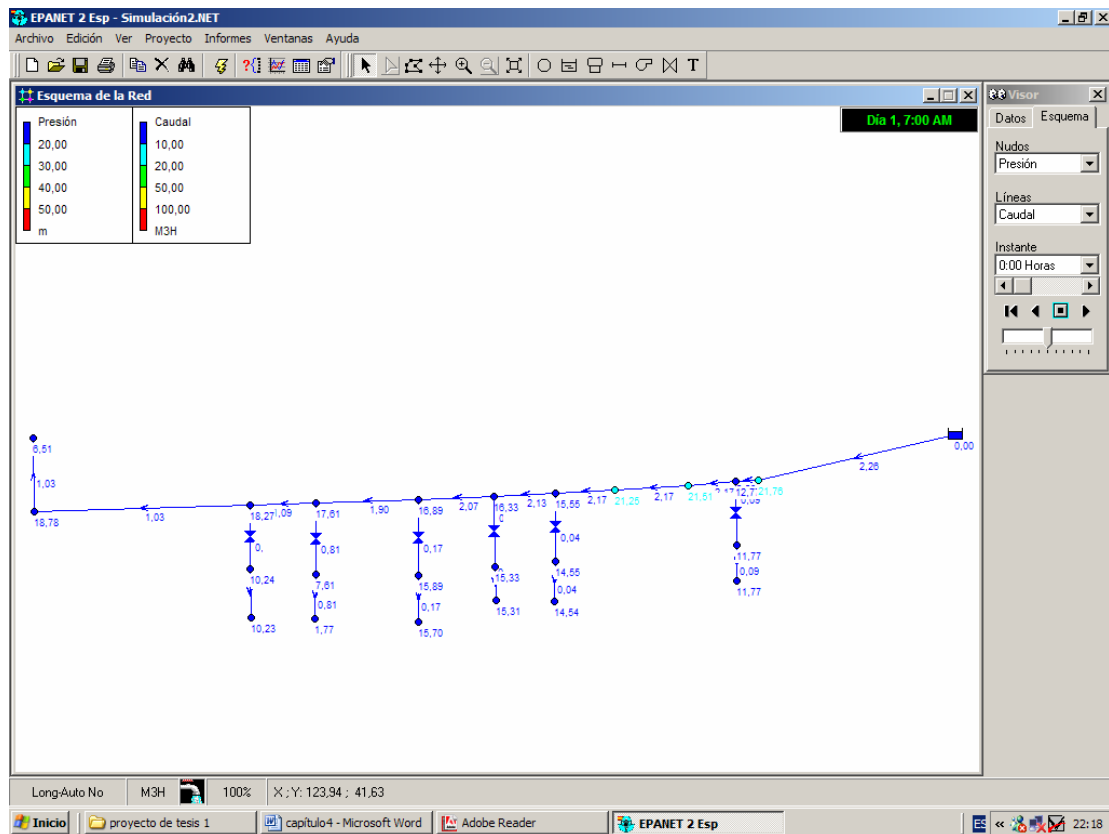 EPANET 2 Esp - Simulación2.NET
Archivo Edición Ver Proyecto Informes Ventanas Ayuda
T
Esquema de la Red
Visor
Presión
20,00
30,00
40,00
50,00
m
Caudal
10,00
20,00
50,00
100,00
M3H
Día 1, 7:00 AM
Datos Esquema
Nudos
Presión
Líneas
Caudal
Instante
0:00 Horas
6,51
0,00
1,03
2,26
18,78
1,03
18,27
1,09
17,61
1,90
16,89
2,07
16,33
2,13
15,55
2,17
21,25
2,17
21,51
21,76
0,
0,81
0,17
0,04
0,09
10,24
7,61
15,89
15,33
14,55
11,77
0,81
0,17
0,04
0,09
10,23
1,77
15,70
15,31
14,54
11,77
Long-Auto No M3H 100% X ; Y: 123,94 ; 41,63
Inicio proyecto de tesis 1 capítulo4 - Microsoft Word Adobe Reader EPANET 2 Esp ES « 22:18